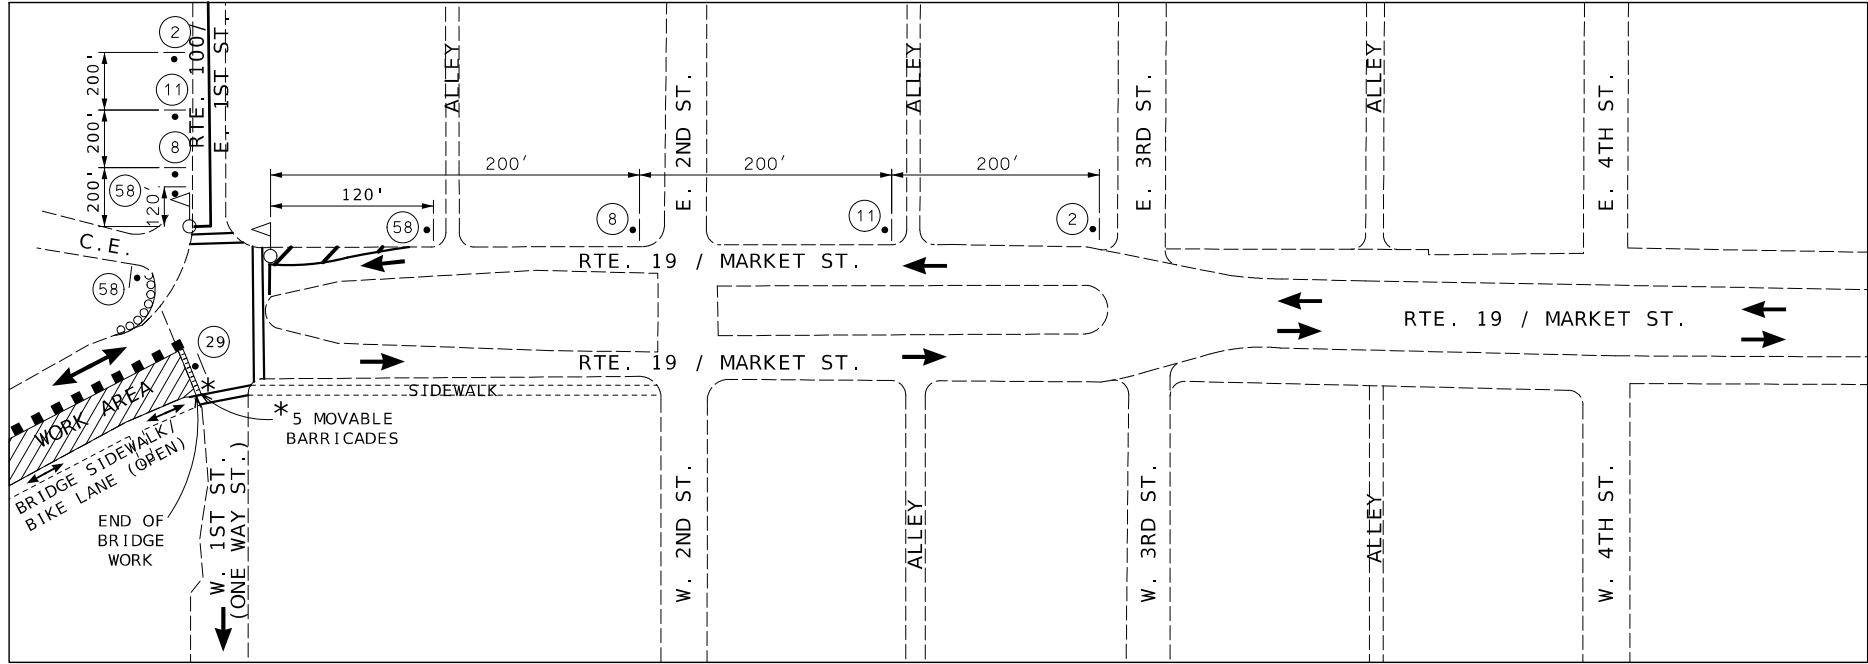 2
200'
11
200'
8
200'
58
120'
RTE. 1007/
E. 1ST ST.
ALLEY
E. 2ND ST.
ALLEY
E. 3RD ST.
ALLEY
E. 4TH ST.
200'
200'
200'
120'
58
8
11
2
C.E.
58
RTE. 19 / MARKET ST.
RTE. 19 / MARKET ST.
29
RTE. 19 / MARKET ST.
*
SIDEWALK
* 5 MOVABLE
BARRICADES
WORK AREA
BRIDGE SIDEWALK/
BIKE LANE (OPEN)
END OF
BRIDGE
WORK
W. 1ST ST.
(ONE WAY ST.)
W. 2ND ST.
ALLEY
W. 3RD ST.
ALLEY
W. 4TH ST.